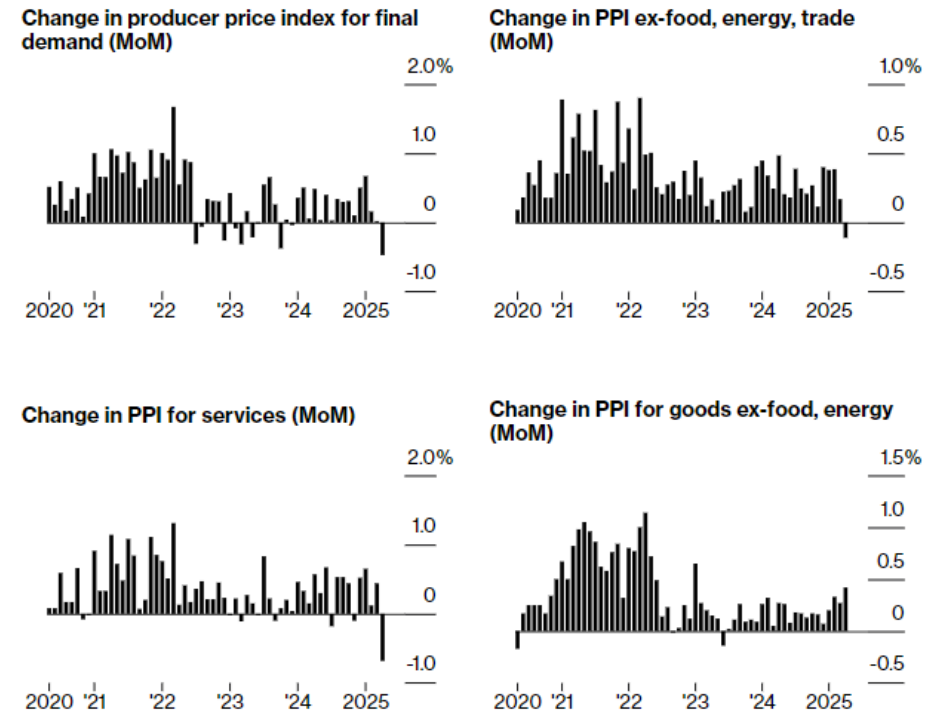 Change in producer price index for final
demand (MoM)
2.0%
1.0
0
-1.0
2020 '21 '22 '23 '24 2025
Change in PPI ex-food, energy, trade
(MoM)
1.0%
0.5
0
-0.5
2020 '21 '22 '23 '24 2025
Change in PPI for services (MoM)
2.0%
1.0
0
-1.0
2020 '21 '22 '23 '24 2025
Change in PPI for goods ex-food, energy
(MoM)
1.5%
1.0
0.5
0
-0.5
2020 '21 '22 '23 '24 2025